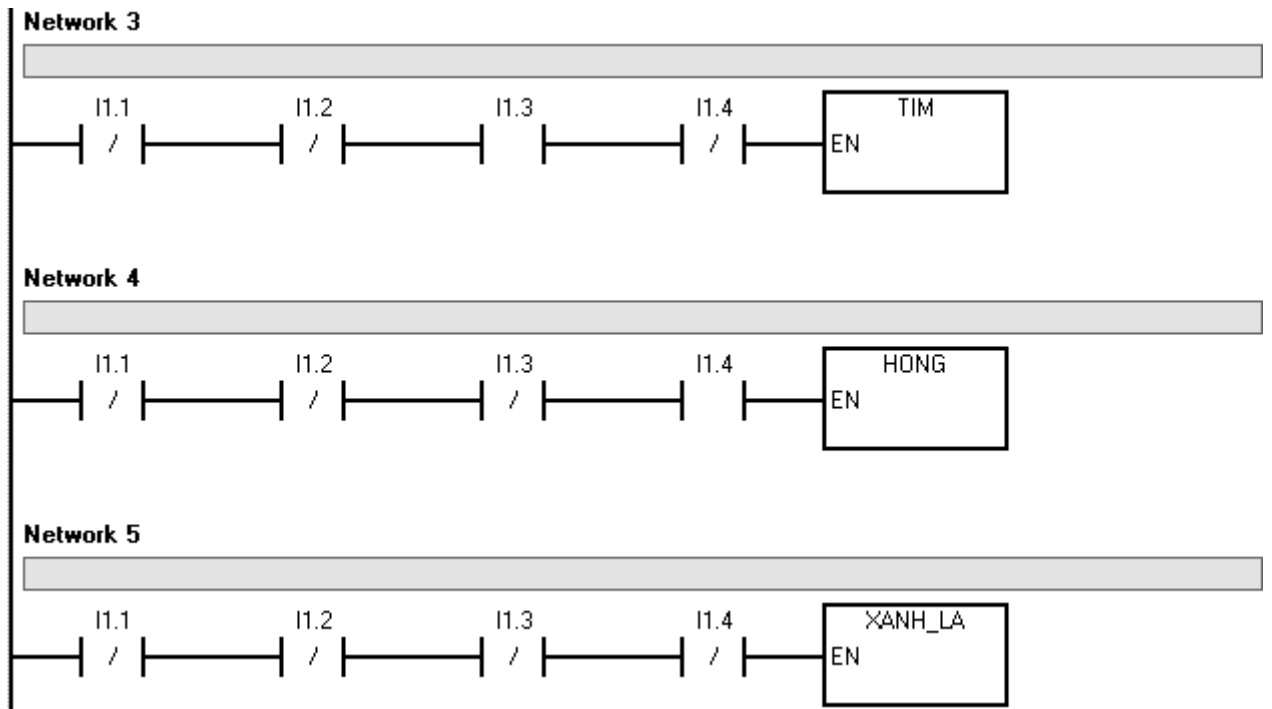 Network 3
I1.1 I1.2 I1.3 I1.4 TIM
/ / / EN
Network 4
I1.1 I1.2 I1.3 I1.4 HONG
/ / / EN
Network 5
I1.1 I1.2 I1.3 I1.4 XANH_LA
/ / / / EN